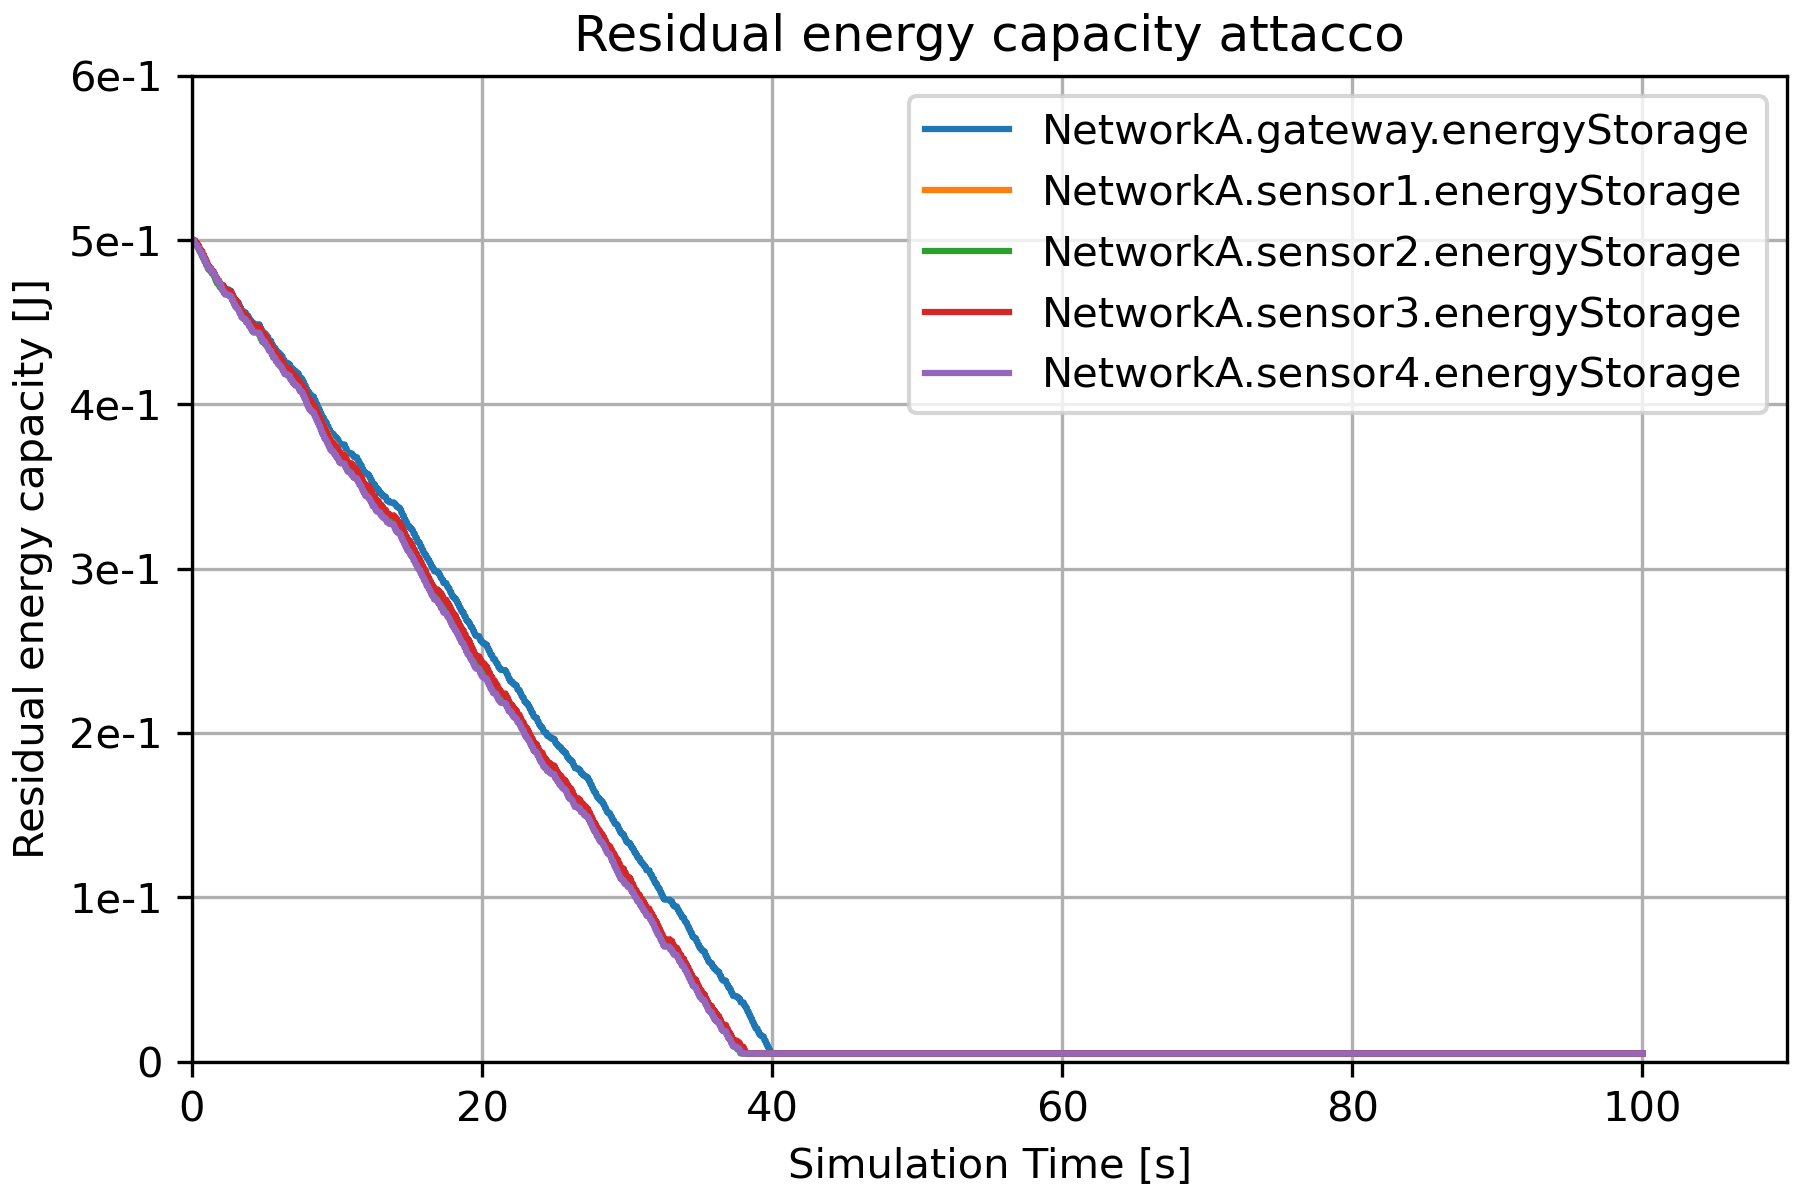 Residual energy capacity attacco
6e-1
5e-1
4e-1
3e-1
2e-1
1e-1
0
Residual energy capacity [J]
NetworkA.gateway.energyStorage
NetworkA.sensor1.energyStorage
NetworkA.sensor2.energyStorage
NetworkA.sensor3.energyStorage
NetworkA.sensor4.energyStorage
0 20 40 60 80 100
Simulation Time [s]